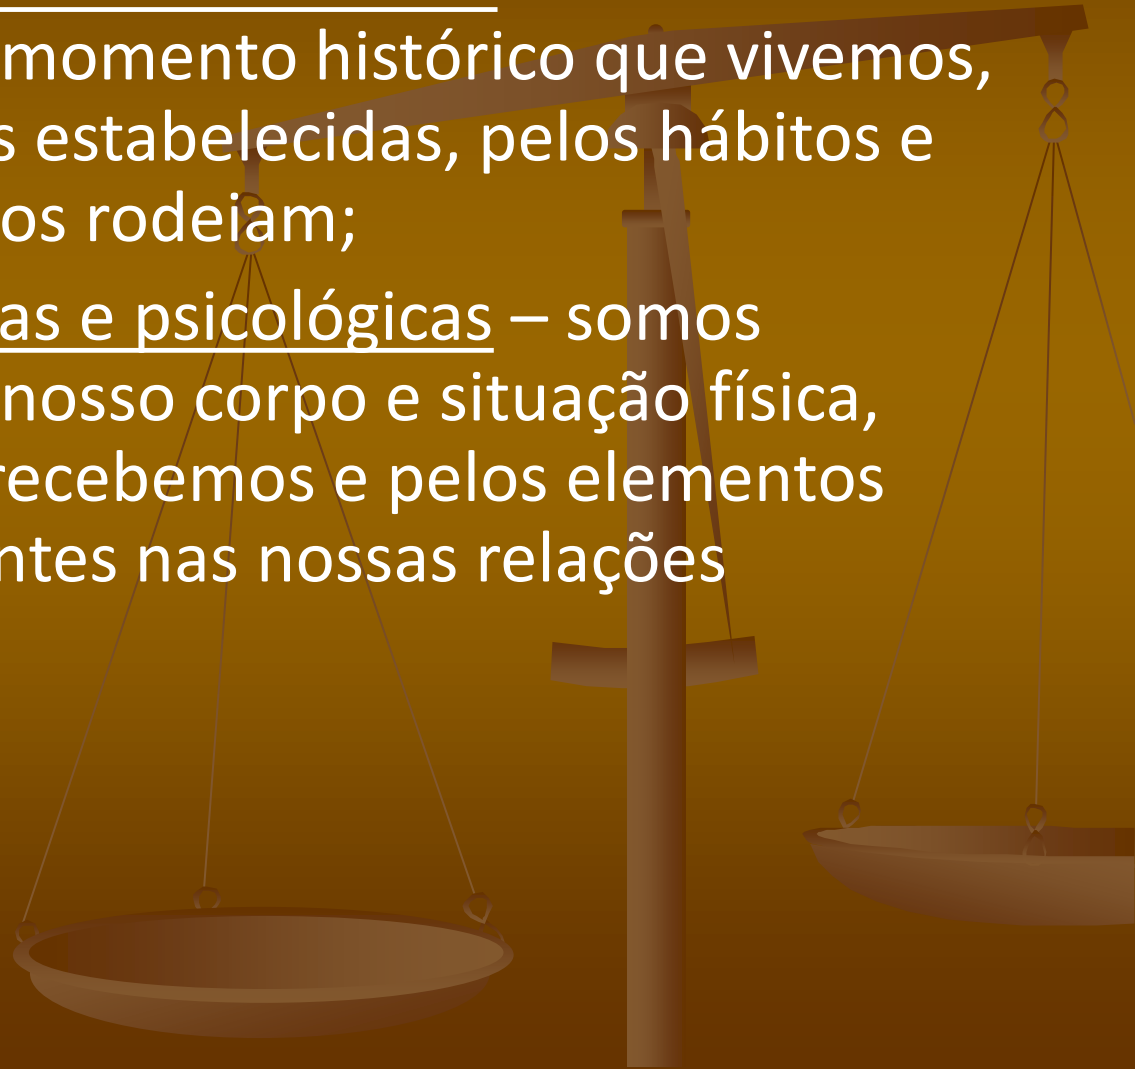 momento histórico que vivemos,
s estabelecidas, pelos hábitos e
os rodeiam;
as e psicológicas – somos
nosso corpo e situação física,
recebemos e pelos elementos
ntes nas nossas relações